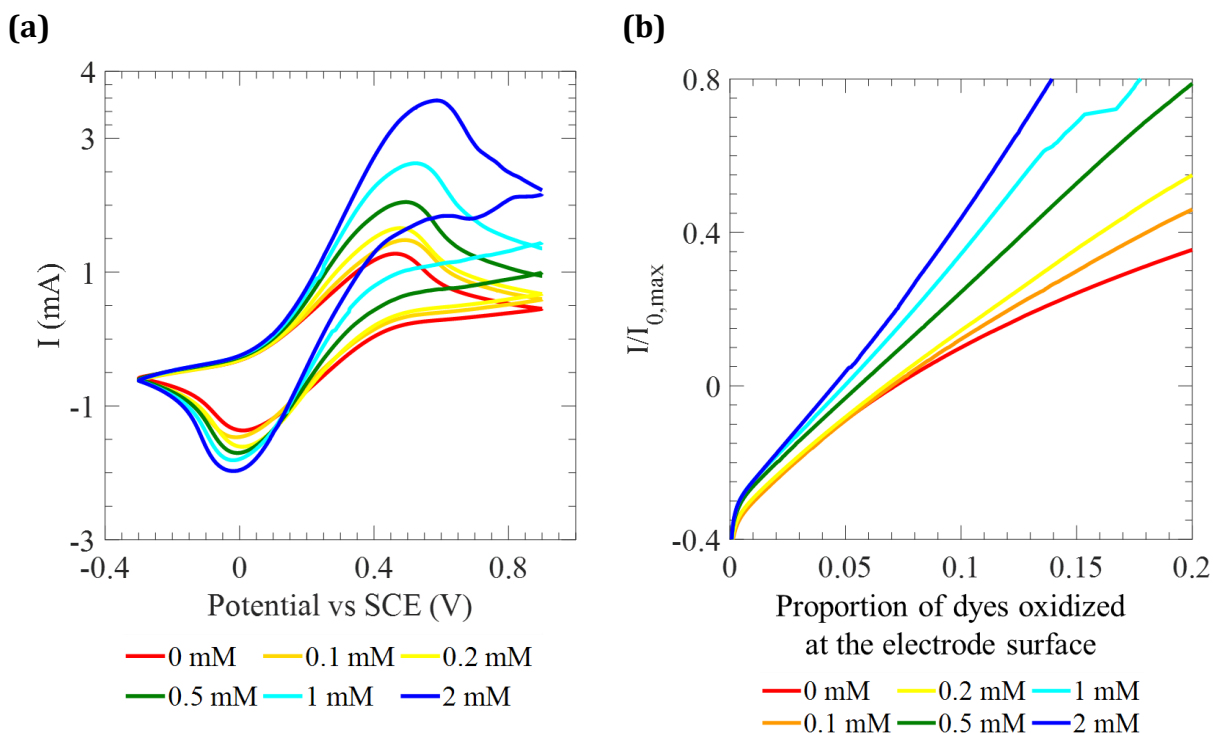 (a)
4
3
1
-1
-3
I (mA)
-0.4
0
0.4
0.8
Potential vs SCE (V)
0 mM
0.1 mM
0.2 mM
0.5 mM
1 mM
2 mM
(b)
0.8
0.4
0
-0.4
I/I0,max
0
0.05
0.1
0.15
0.2
Proportion of dyes oxidized
at the electrode surface
0 mM
0.2 mM
1 mM
0.1 mM
0.5 mM
2 mM